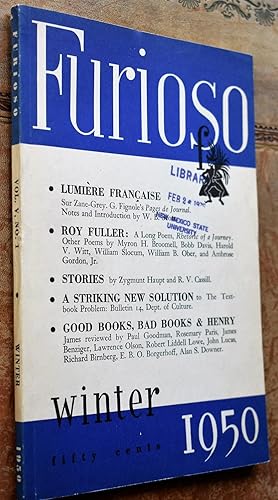 FURIOSO
VOL. V, NO. 1
WINTER
1950
Furioso
f
LIBRARY
FEB 2
NEW MEXICO STATE
UNIVERSITY
• LUMIÈRE FRANÇAISE
Sur Zane-Grey. G. Fignole's Pages de Journal.
Notes and Introduction by W. R.
• ROY FULLER: A Long Poem, Rhetoric of a Journey.
Other Poems by Myron H. Broomell, Bobb Davis, Harold
V. Witt, William Slocum, William B. Ober, and Ambrose
Gordon, Jr.
• STORIES by Zygmunt Haupt and R. V. Cassill.
• A STRIKING NEW SOLUTION to The Text-
book Problem: Bulletin 14, Dept. of Culture.
• GOOD BOOKS, BAD BOOKS & HENRY
James reviewed by Paul Goodman, Rosemary Paris, James
Benziger, Lawrence Olson, Robert Liddell Lowe, John Lucas,
Richard Birnberg, E. B. O. Borgerhoff, Alan S. Downer.
winter
fifty cents
1950